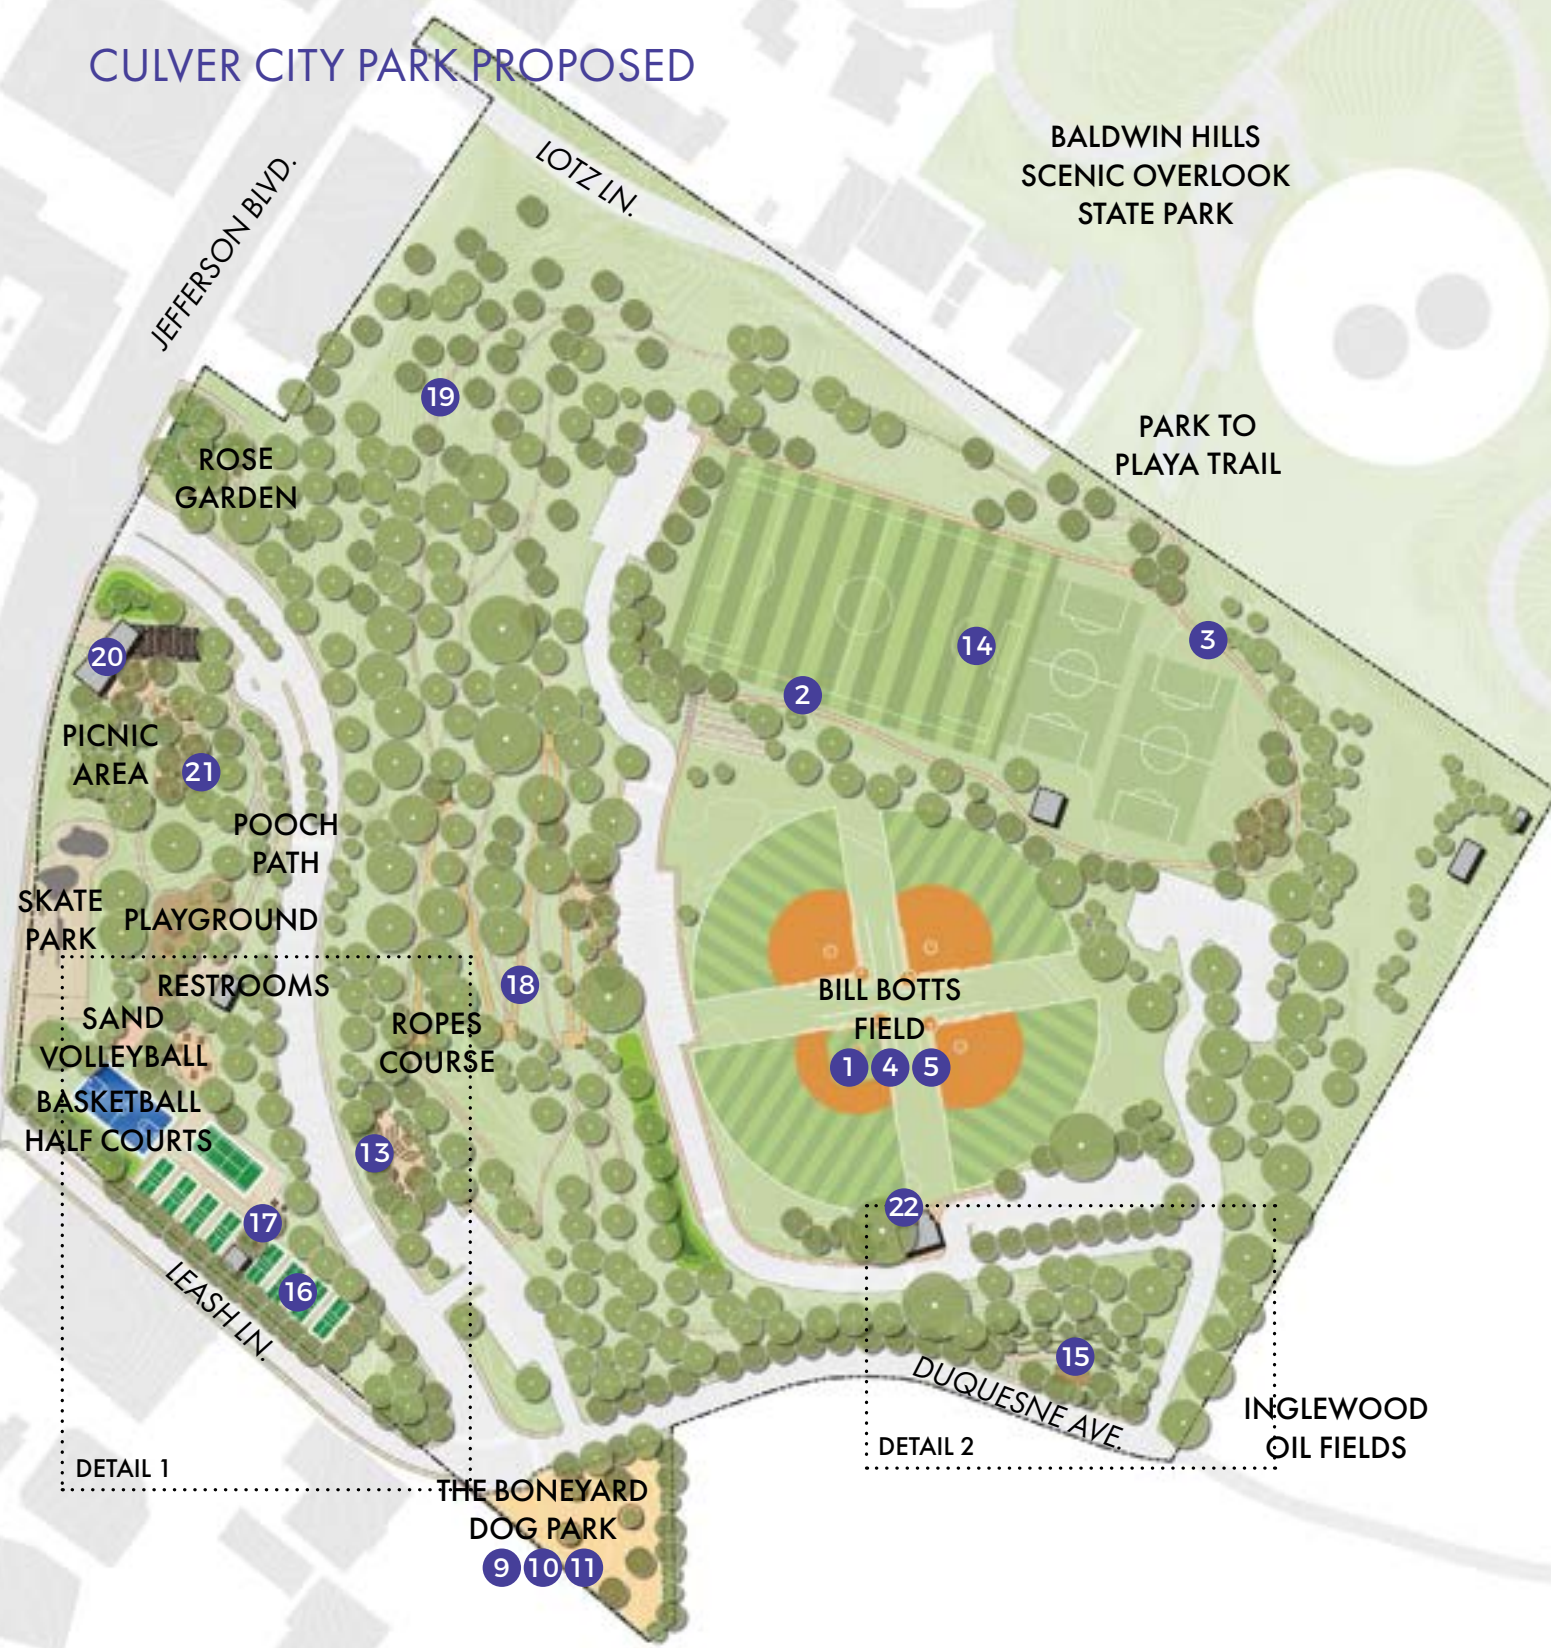 CULVER CITY PARK PROPOSED
BALDWIN HILLS
SCENIC OVERLOOK
STATE PARK
LOTZ LN.
JEFFERSON BLVD.
19
PARK TO
PLAYA TRAIL
ROSE
GARDEN
20
14
3
2
PICNIC
AREA
21
POOCH
PATH
SKATE
PARK
PLAYGROUND
RESTROOMS
18
BILL BOTTS
FIELD
1 4 5
SAND
VOLLEYBALL
ROPES
COURSE
BASKETBALL
HALF COURTS
13
17
22
16
LEASH LN.
15
DUQUESNE AVE.
INGLEWOOD
OIL FIELDS
DETAIL 2
DETAIL 1
THE BONEYARD
DOG PARK
9 10 11